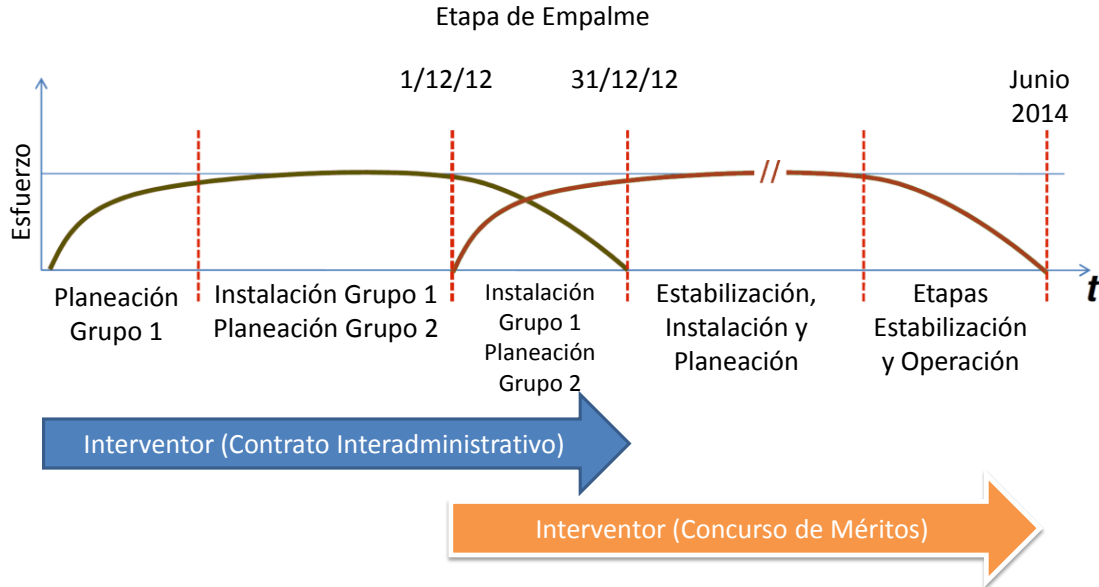 Etapa de Empalme
1/12/12
31/12/12
Junio
2014
Esfuerzo
//
t
Planeación
Grupo 1
Instalación Grupo 1
Planeación Grupo 2
Instalación
Grupo 1
Planeación
Grupo 2
Estabilización,
Instalación y
Planeación
Etapas
Estabilización
y Operación
Interventor (Contrato Interadministrativo)
Interventor (Concurso de Méritos)